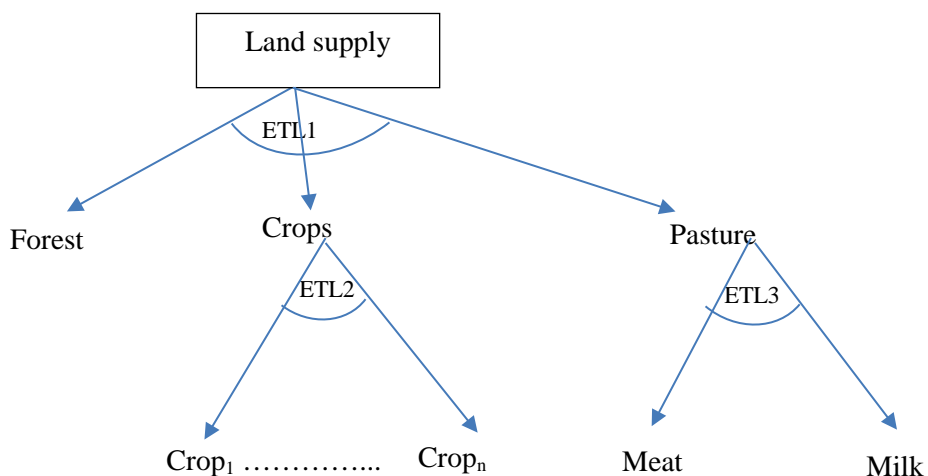 Land supply
ETL1
Forest
Crops
Pasture
ETL2
ETL3
Crop₁ …………...
Cropₙ
Meat
Milk